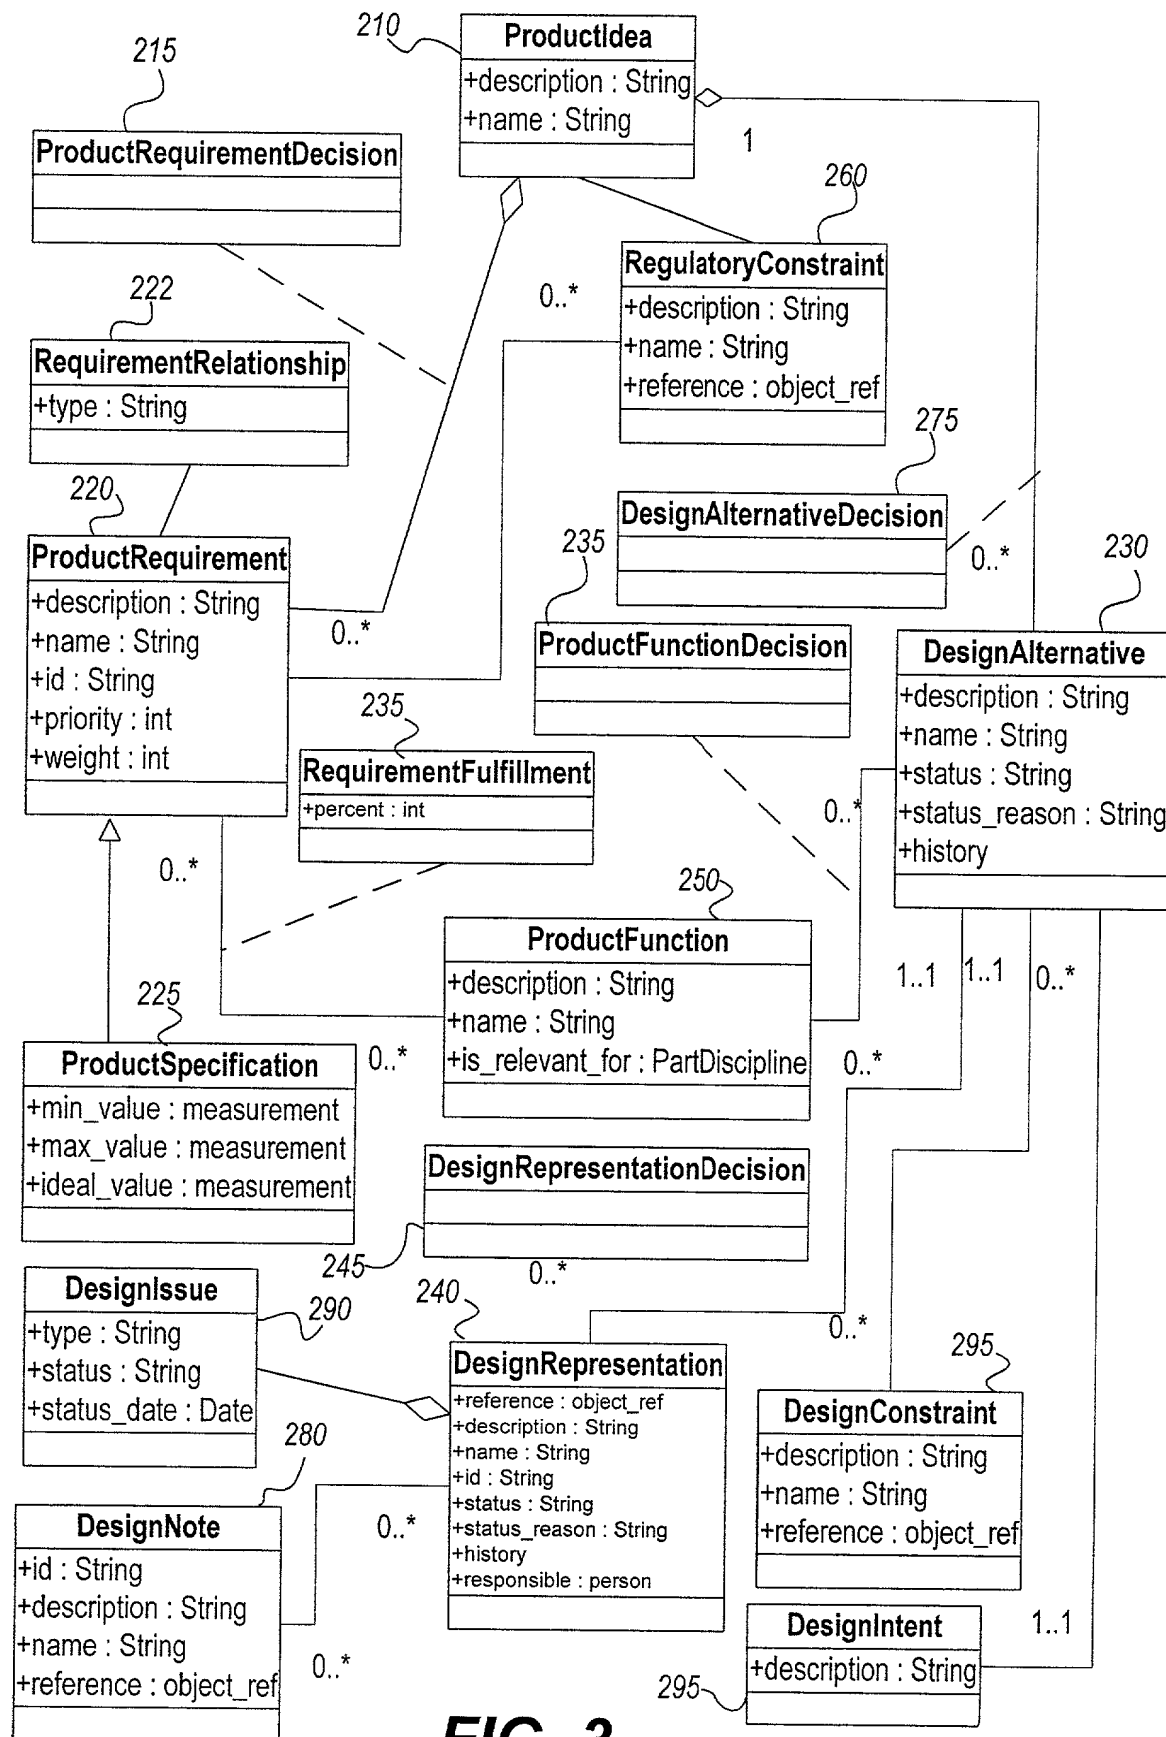 210
ProductIdea
+description : String
+name : String
1
215
ProductRequirementDecision
260
RegulatoryConstraint
+description : String
+name : String
+reference : object_ref
0..*
222
RequirementRelationship
+type : String
275
DesignAlternativeDecision
0..*
220
ProductRequirement
+description : String
+name : String
+id : String
+priority : int
+weight : int
0..*
235
ProductFunctionDecision
230
DesignAlternative
+description : String
+name : String
+status : String
+status_reason : String
+history
235
RequirementFulfillment
+percent : int
0..*
0..*
250
ProductFunction
+description : String
+name : String
+is_relevant_for : PartDiscipline
1..1
1..1
0..*
0..*
0..*
225
ProductSpecification
+min_value : measurement
+max_value : measurement
+ideal_value : measurement
DesignRepresentationDecision
245
0..*
DesignIssue
290
+type : String
+status : String
+status_date : Date
240
DesignRepresentation
+reference : object_ref
+description : String
+name : String
+id : String
+status : String
+status_reason : String
+history
+responsible : person
0..*
295
DesignConstraint
+description : String
+name : String
+reference : object_ref
280
DesignNote
+id : String
+description : String
+name : String
+reference : object_ref
0..*
0..*
DesignIntent
+description : String
1..1
295